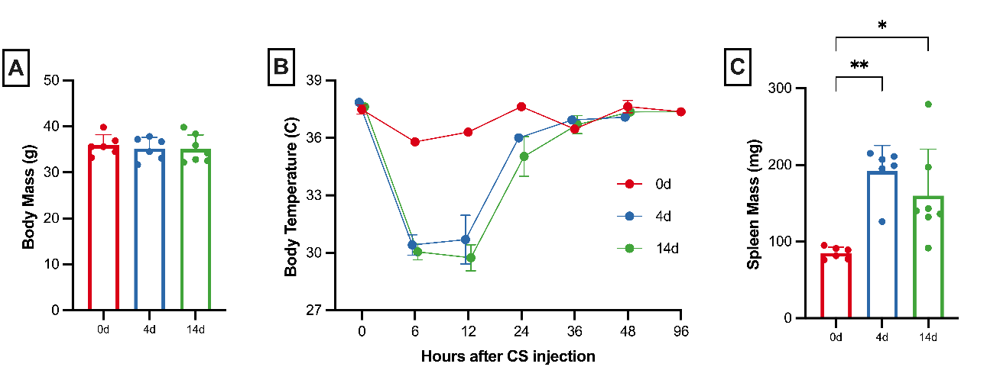 A
Body Mass (g)
50
40
30
20
10
0
0d 4d 14d
B
Body Temperature (C)
39
36
33
30
27
0 6 12 24 36 48 96
Hours after CS injection
0d
4d
14d
C
*
**
Spleen Mass (mg)
300
200
100
0
0d 4d 14d